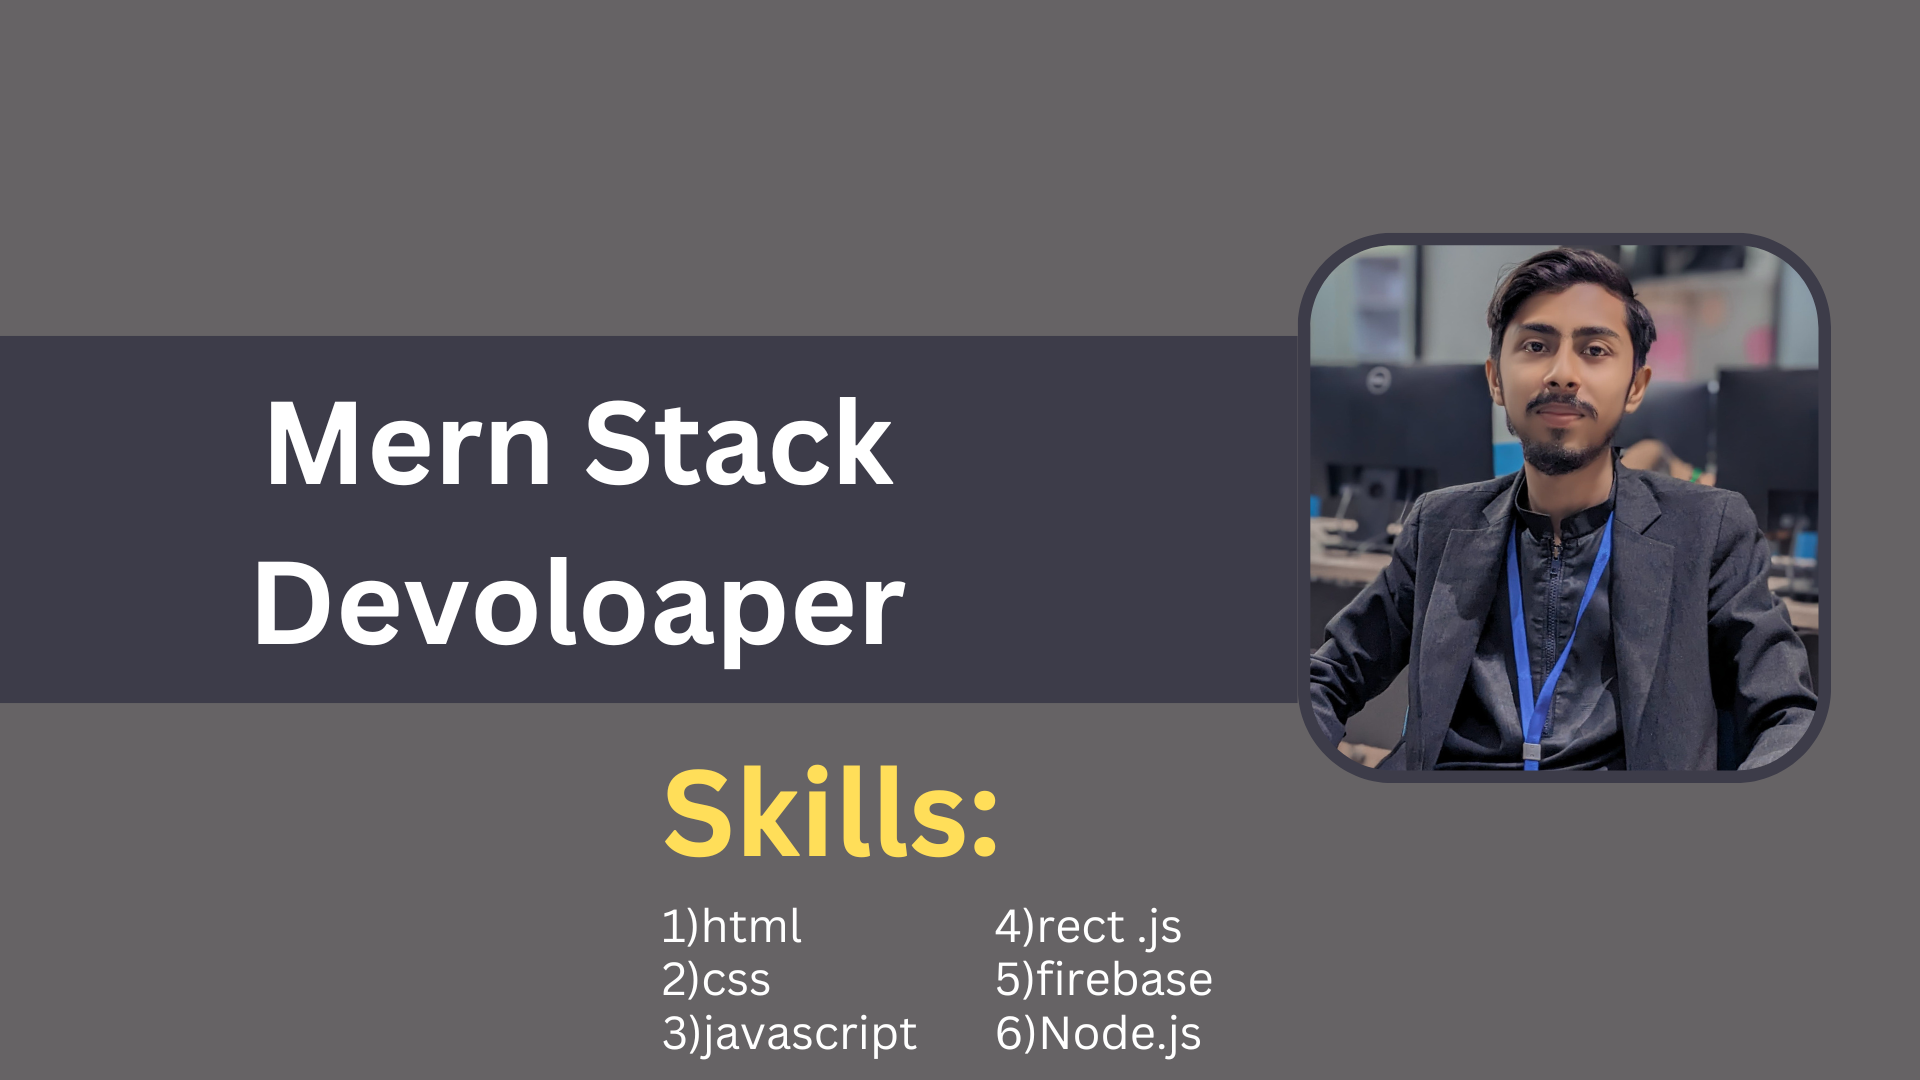 Mern Stack
Devoloaper
Skills:
1)html
2)css
3)javascript
4)rect .js
5)firebase
6)Node.js